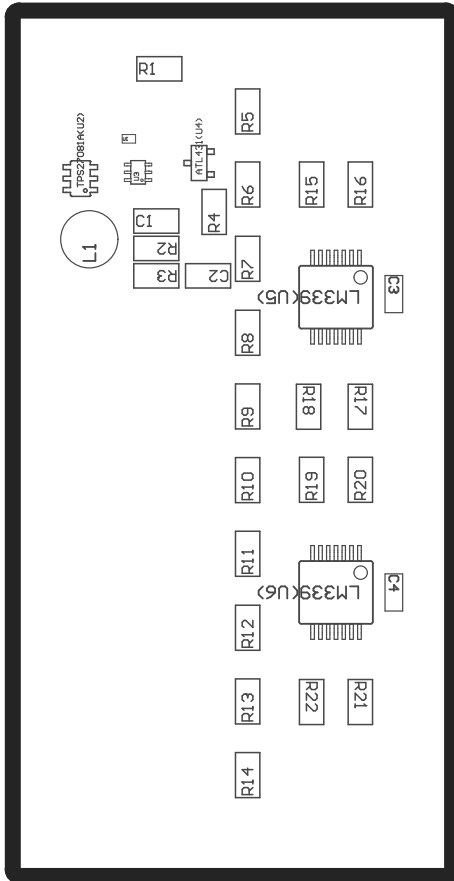 R1
TPS27081A(U2)
U3
ATL431(U4)
R5
R6
R15
R16
R4
C1
R2
L1
R3
C2
R7
LM339(U5)
C3
R8
R9
R18
R17
R10
R19
R20
R11
LM339(U6)
C4
R12
R13
R22
R21
R14